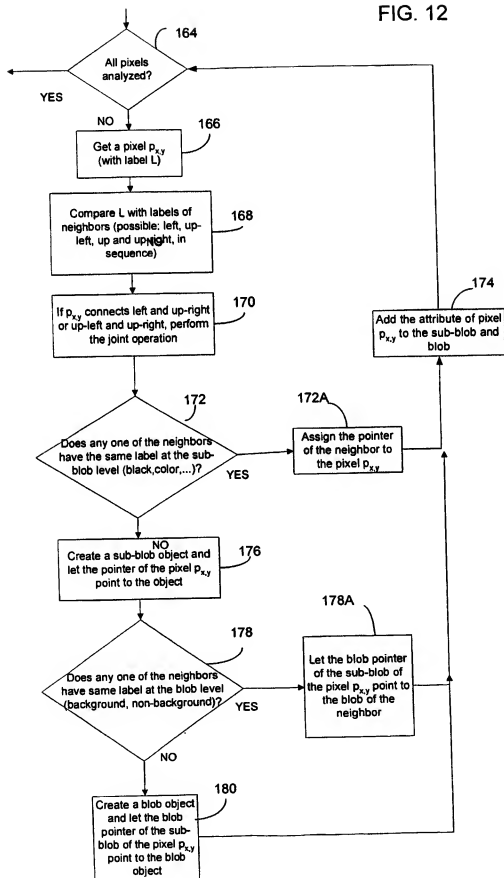 FIG. 12
164
All pixels
analyzed?
YES
NO
166
Get a pixel px,y
(with label L)
168
Compare L with labels of
neighbors (possible: left, up-
left, up and up-right, in
sequence)
NO
170
If px,y connects left and up-right
or up-left and up-right, perform
the joint operation
174
Add the attribute of pixel
px,y to the sub-blob and
blob
172
Does any one of the neighbors
have the same label at the sub-
blob level (black,color,...)?
YES
172A
Assign the pointer
of the neighbor to
the pixel px,y
NO
176
Create a sub-blob object and
let the pointer of the pixel px,y
point to the object
178
Does any one of the neighbors
have same label at the blob level
(background, non-background)?
YES
178A
Let the blob pointer
of the sub-blob of
the pixel px,y point to
the blob of the
neighbor
NO
180
Create a blob object
and let the blob
pointer of the sub-
blob of the pixel px,y
point to the blob
object